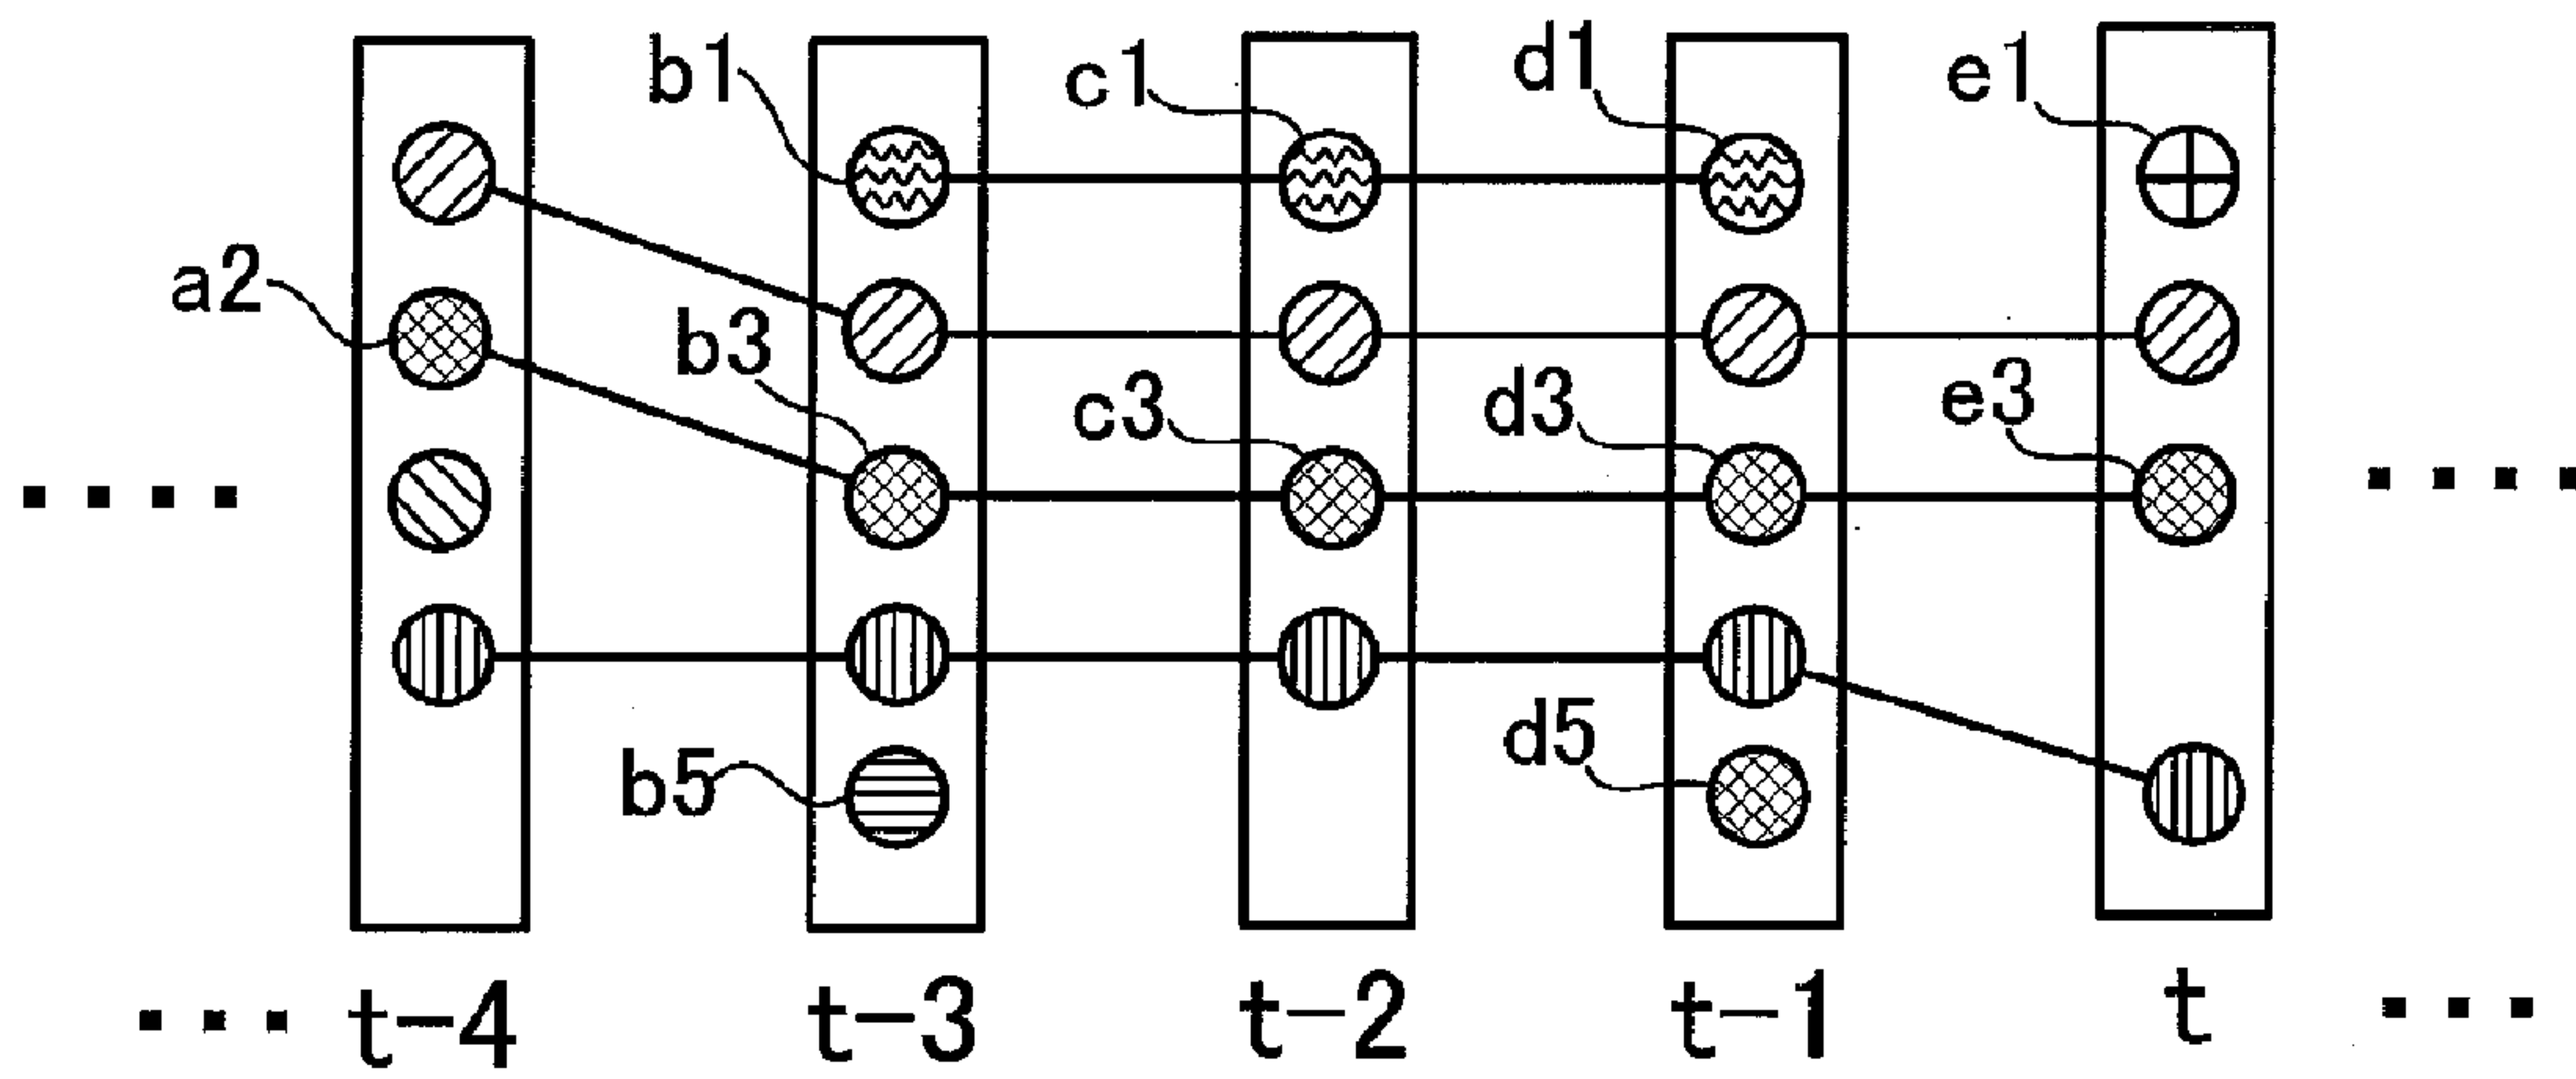 b1 c1 d1 e1
a2 b3 c3 d3 e3
b5 d5
.... ....
... t-4 t-3 t-2 t-1 t ...